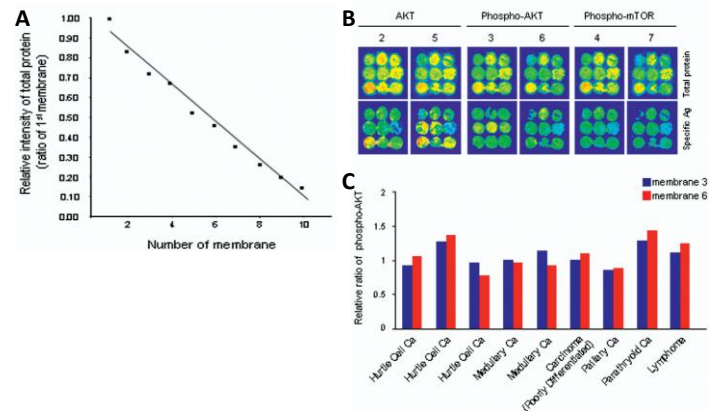 A
Relative intensity of total protein
(ratio of 1st membrane)
1.00
0.90
0.80
0.70
0.60
0.50
0.40
0.30
0.20
0.10
0.00
2
4
6
8
10
Number of membrane
B
AKT
Phospho-AKT
Phospho-mTOR
2
5
3
6
4
7
Total protein
Specific Ag
C
membrane 3
membrane 6
Relative ratio of phospho-AKT
2
1.5
1
0.5
0
Hurtle Cell Ca
Hurtle Cell Ca
Hurtle Cell Ca
Medullary Ca
Medullary Ca
Carcinoma
(Poorly Differentiated)
Pallary Ca
Parathryold Ca
Lymphoma